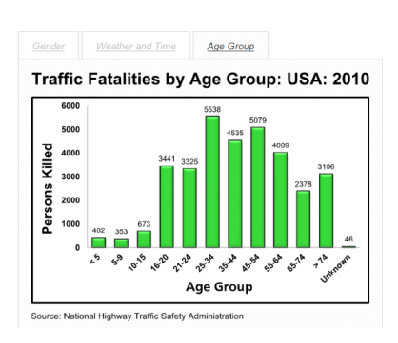 Gender Weather and Time Age Group
Traffic Fatalities by Age Group: USA: 2010
Persons Killed
6000
5000
4000
3000
2000
1000
0
402 353 673 3441 3325 5538 4535 5079 4009 2378 3106 46
< 5 5-9 10-15 16-20 21-24 25-34 35-44 45-54 55-64 65-74 > 74 Unknown
Age Group
Source: National Highway Traffic Safety Administration